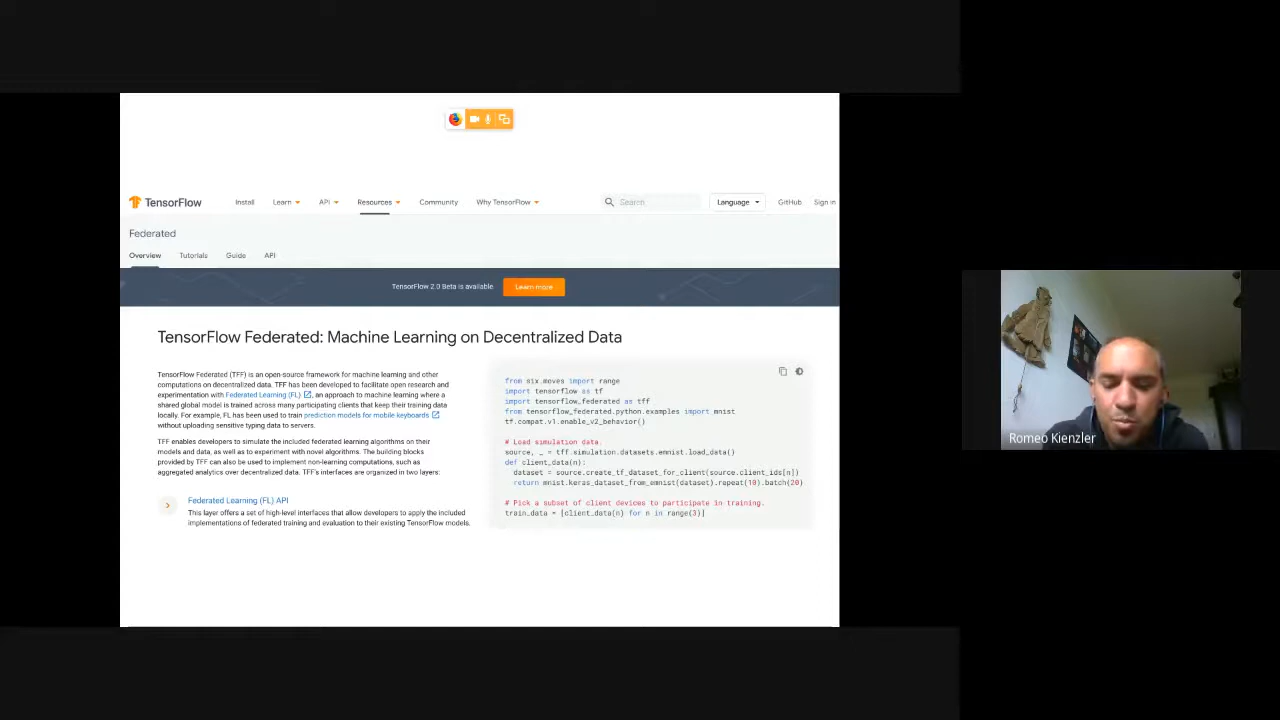 TensorFlow
Install
Learn
API
Resources
Community
Why TensorFlow
Search
Language
GitHub
Sign in
Federated
Overview
Tutorials
Guide
API
TensorFlow 2.0 Beta is available.
Learn more
TensorFlow Federated: Machine Learning on Decentralized Data
TensorFlow Federated (TFF) is an open-source framework for machine learning and other
computations on decentralized data. TFF has been developed to facilitate open research and
experimentation with Federated Learning (FL), an approach to machine learning where a
shared global model is trained across many participating clients that keep their training data
locally. For example, FL has been used to train prediction models for mobile keyboards
without uploading sensitive typing data to servers.
TFF enables developers to simulate the included federated learning algorithms on their
models and data, as well as to experiment with novel algorithms. The building blocks
provided by TFF can also be used to implement non-learning computations, such as
aggregated analytics over decentralized data. TFF's interfaces are organized in two layers:
Federated Learning (FL) API
This layer offers a set of high-level interfaces that allow developers to apply the included
implementations of federated training and evaluation to their existing TensorFlow models.
from six.moves import range
import tensorflow as tf
import tensorflow_federated as tff
from tensorflow_federated.python.examples import mnist
tf.compat.v1.enable_v2_behavior()
# Load simulation data.
source, _ = tff.simulation.datasets.emnist.load_data()
def client_data(n):
  dataset = source.create_tf_dataset_for_client(source.client_ids[n])
  return mnist.keras_dataset_from_emnist(dataset).repeat(10).batch(20)
# Pick a subset of client devices to participate in training.
train_data = [client_data(n) for n in range(3)]
Romeo Kienzler